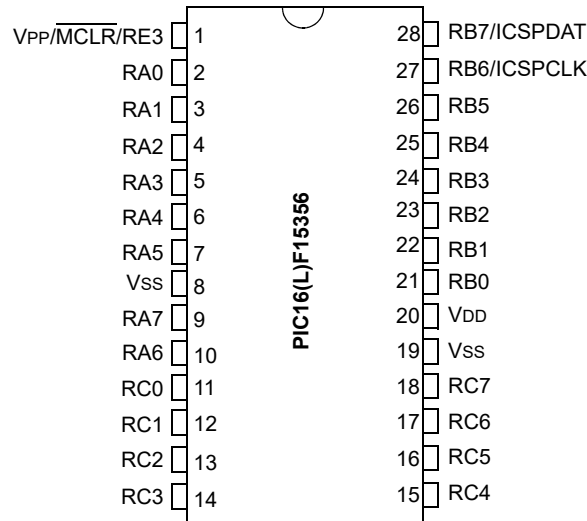 VPP/MCLR/RE3 1 28 RB7/ICSPDAT
RA0 2 27 RB6/ICSPCLK
RA1 3 26 RB5
RA2 4 25 RB4
RA3 5 24 RB3
RA4 6 23 RB2
RA5 7 22 RB1
VSS 8 21 RB0
RA7 9 20 VDD
RA6 10 19 VSS
RC0 11 18 RC7
RC1 12 17 RC6
RC2 13 16 RC5
RC3 14 15 RC4
PIC16(L)F15356